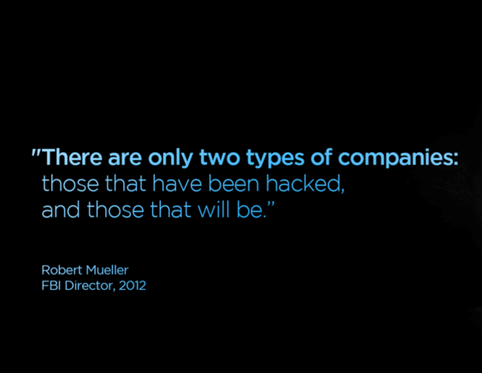 "There are only two types of companies:
those that have been hacked,
and those that will be.”
Robert Mueller
FBI Director, 2012